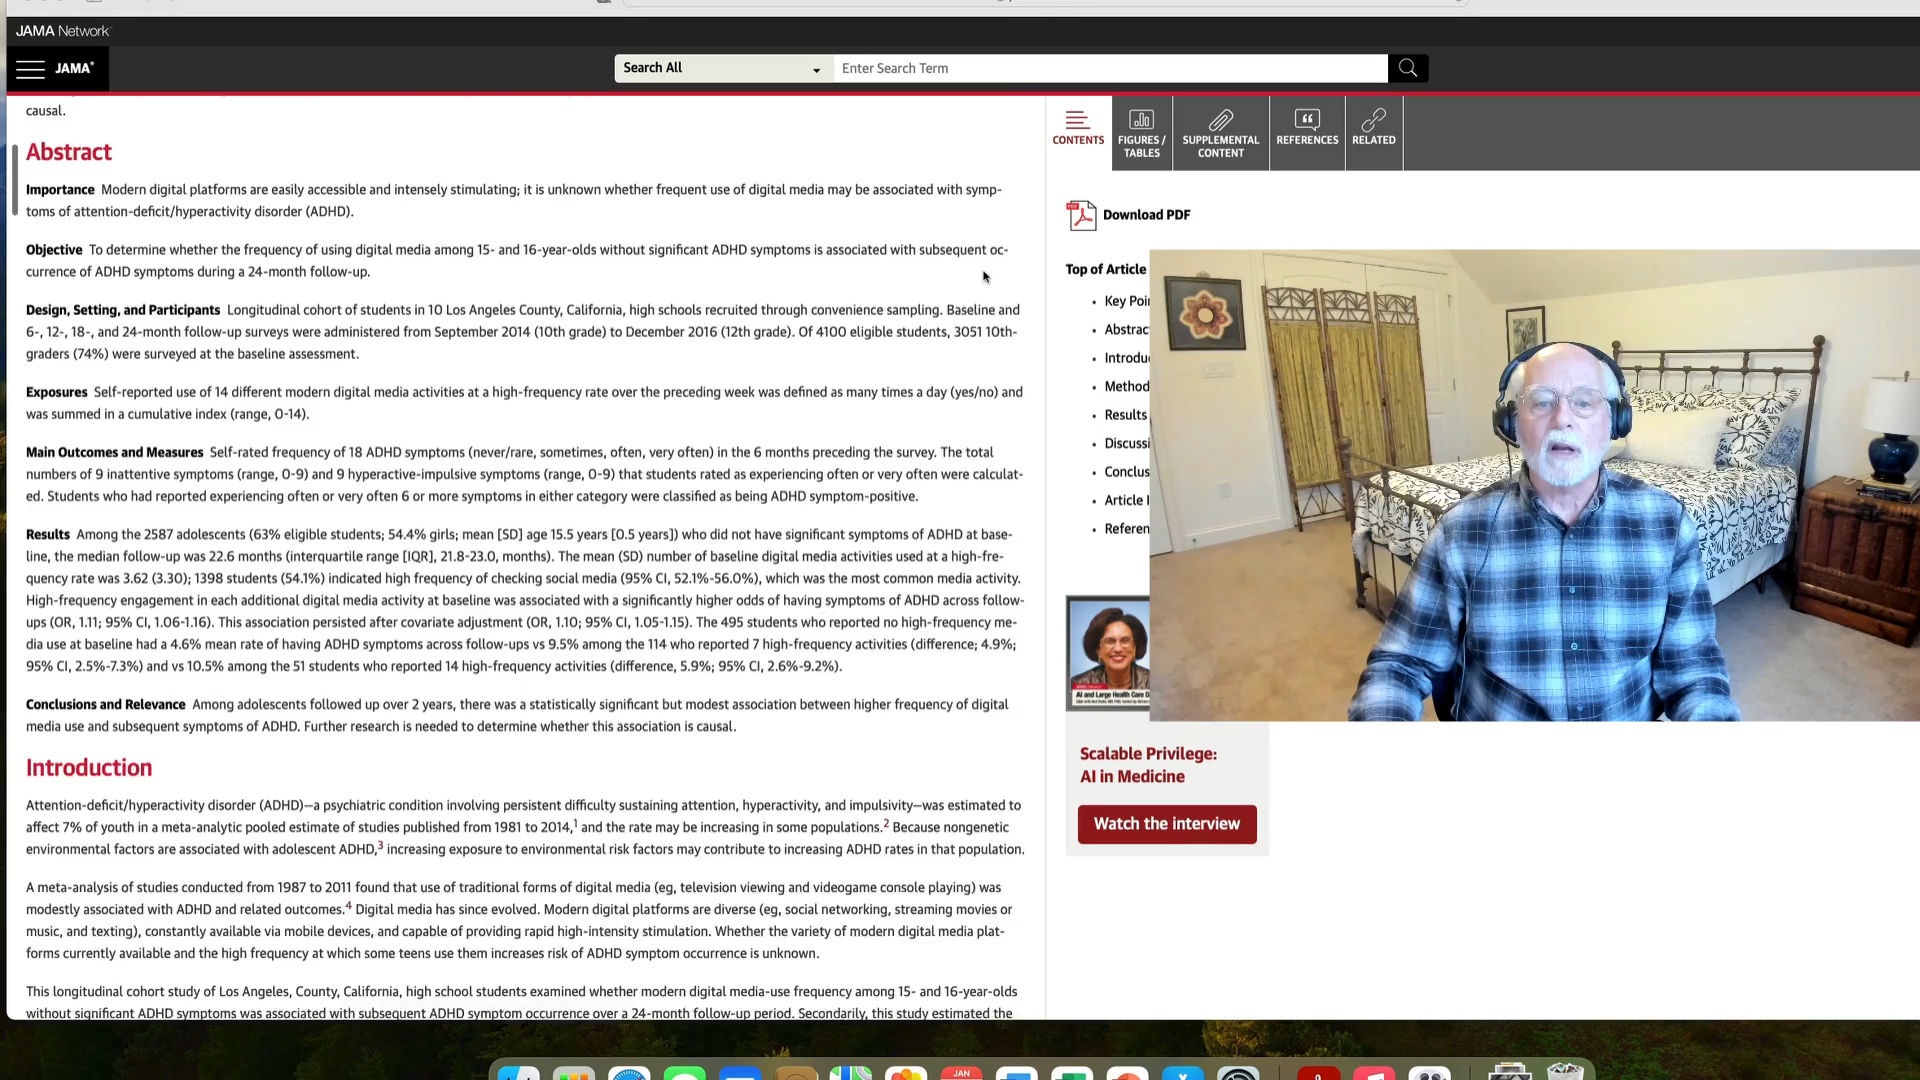 JAMA Network
JAMA
Search All
Enter Search Term
causal.
Abstract
Importance Modern digital platforms are easily accessible and intensely stimulating; it is unknown whether frequent use of digital media may be associated with symp-
toms of attention-deficit/hyperactivity disorder (ADHD).
Objective To determine whether the frequency of using digital media among 15- and 16-year-olds without significant ADHD symptoms is associated with subsequent oc-
currence of ADHD symptoms during a 24-month follow-up.
Design, Setting, and Participants Longitudinal cohort of students in 10 Los Angeles County, California, high schools recruited through convenience sampling. Baseline and
6-, 12-, 18-, and 24-month follow-up surveys were administered from September 2014 (10th grade) to December 2016 (12th grade). Of 4100 eligible students, 3051 10th-
graders (74%) were surveyed at the baseline assessment.
Exposures Self-reported use of 14 different modern digital media activities at a high-frequency rate over the preceding week was defined as many times a day (yes/no) and
was summed in a cumulative index (range, 0-14).
Main Outcomes and Measures Self-rated frequency of 18 ADHD symptoms (never/rare, sometimes, often, very often) in the 6 months preceding the survey. The total
numbers of 9 inattentive symptoms (range, 0-9) and 9 hyperactive-impulsive symptoms (range, 0-9) that students rated as experiencing often or very often were calculat-
ed. Students who had reported experiencing often or very often 6 or more symptoms in either category were classified as being ADHD symptom-positive.
Results Among the 2587 adolescents (63% eligible students; 54.4% girls; mean [SD] age 15.5 years [0.5 years]) who did not have significant symptoms of ADHD at base-
line, the median follow-up was 22.6 months (interquartile range [IQR], 21.8-23.0, months). The mean (SD) number of baseline digital media activities used at a high-fre-
quency rate was 3.62 (3.30); 1398 students (54.1%) indicated high frequency of checking social media (95% CI, 52.1%-56.0%), which was the most common media activity.
High-frequency engagement in each additional digital media activity at baseline was associated with a significantly higher odds of having symptoms of ADHD across follow-
ups (OR, 1.11; 95% CI, 1.06-1.16). This association persisted after covariate adjustment (OR, 1.10; 95% CI, 1.05-1.15). The 495 students who reported no high-frequency me-
dia use at baseline had a 4.6% mean rate of having ADHD symptoms across follow-ups vs 9.5% among the 114 who reported 7 high-frequency activities (difference; 4.9%;
95% CI, 2.5%-7.3%) and vs 10.5% among the 51 students who reported 14 high-frequency activities (difference, 5.9%; 95% CI, 2.6%-9.2%).
Conclusions and Relevance Among adolescents followed up over 2 years, there was a statistically significant but modest association between higher frequency of digital
media use and subsequent symptoms of ADHD. Further research is needed to determine whether this association is causal.
Introduction
Attention-deficit/hyperactivity disorder (ADHD)—a psychiatric condition involving persistent difficulty sustaining attention, hyperactivity, and impulsivity—was estimated to
affect 7% of youth in a meta-analytic pooled estimate of studies published from 1981 to 2014,1 and the rate may be increasing in some populations.2 Because nongenetic
environmental factors are associated with adolescent ADHD,3 increasing exposure to environmental risk factors may contribute to increasing ADHD rates in that population.
A meta-analysis of studies conducted from 1987 to 2011 found that use of traditional forms of digital media (eg, television viewing and videogame console playing) was
modestly associated with ADHD and related outcomes.4 Digital media has since evolved. Modern digital platforms are diverse (eg, social networking, streaming movies or
music, and texting), constantly available via mobile devices, and capable of providing rapid high-intensity stimulation. Whether the variety of modern digital media plat-
forms currently available and the high frequency at which some teens use them increases risk of ADHD symptom occurrence is unknown.
This longitudinal cohort study of Los Angeles, County, California, high school students examined whether modern digital media-use frequency among 15- and 16-year-olds
without significant ADHD symptoms was associated with subsequent ADHD symptom occurrence over a 24-month follow-up period. Secondarily, this study estimated the
CONTENTS
FIGURES /
TABLES
SUPPLEMENTAL
CONTENT
REFERENCES
RELATED
Download PDF
Top of Article
Key Poi
Abstrac
Introdu
Method
Results
Discussi
Conclus
Article I
Referen
AI and Large Health Care D
Scalable Privilege:
AI in Medicine
Watch the interview
JAN